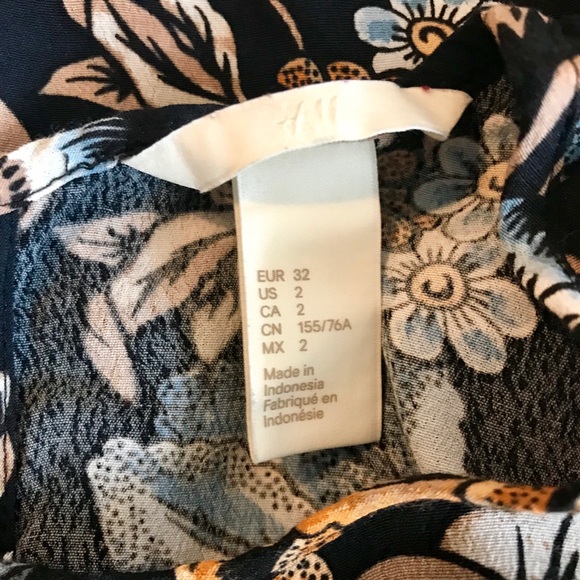 H&M
EUR 32
US 2
CA 2
CN 155/76A
MX 2
Made in
Indonesia
Fabriqué en
Indonésie